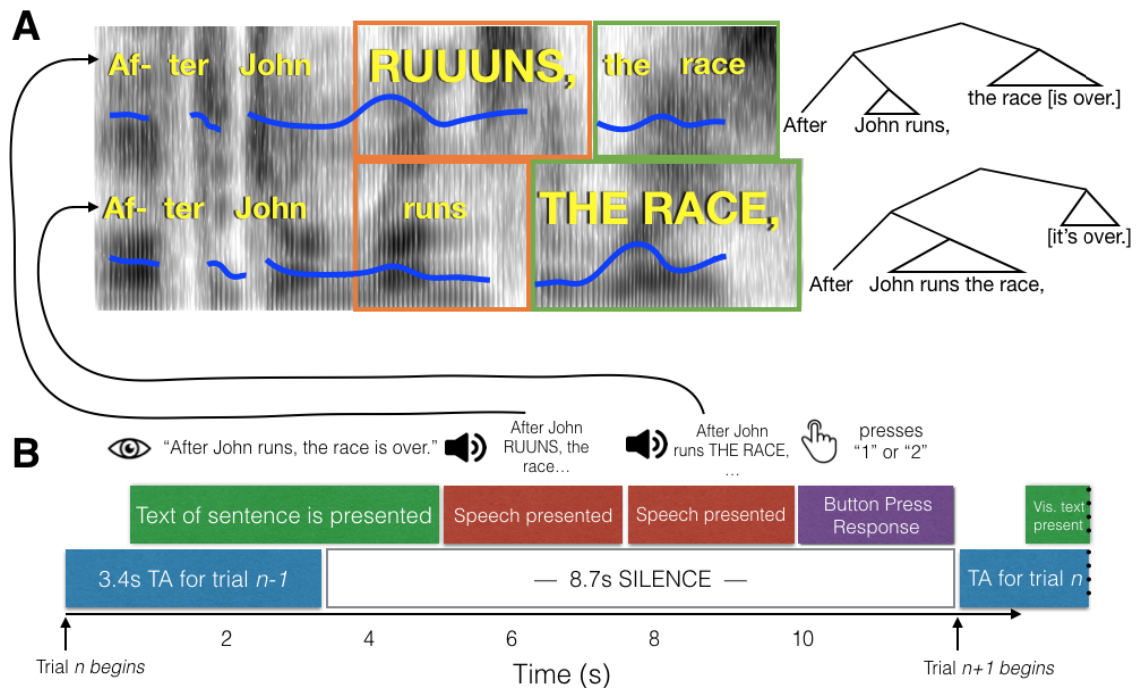 A
Af- ter John RUUUNS, the race
After John runs, the race [is over.]
Af- ter John runs THE RACE,
After John runs the race, [it's over.]
B
"After John runs, the race is over."
After John
RUUNS, the
race...
After John
runs THE RACE,
...
presses
"1" or "2"
Text of sentence is presented
Speech presented
Speech presented
Button Press
Response
Vis. text
present
3.4s TA for trial n-1
— 8.7s SILENCE —
TA for trial n
2 4 6 8 10
Trial n begins
Time (s)
Trial n+1 begins